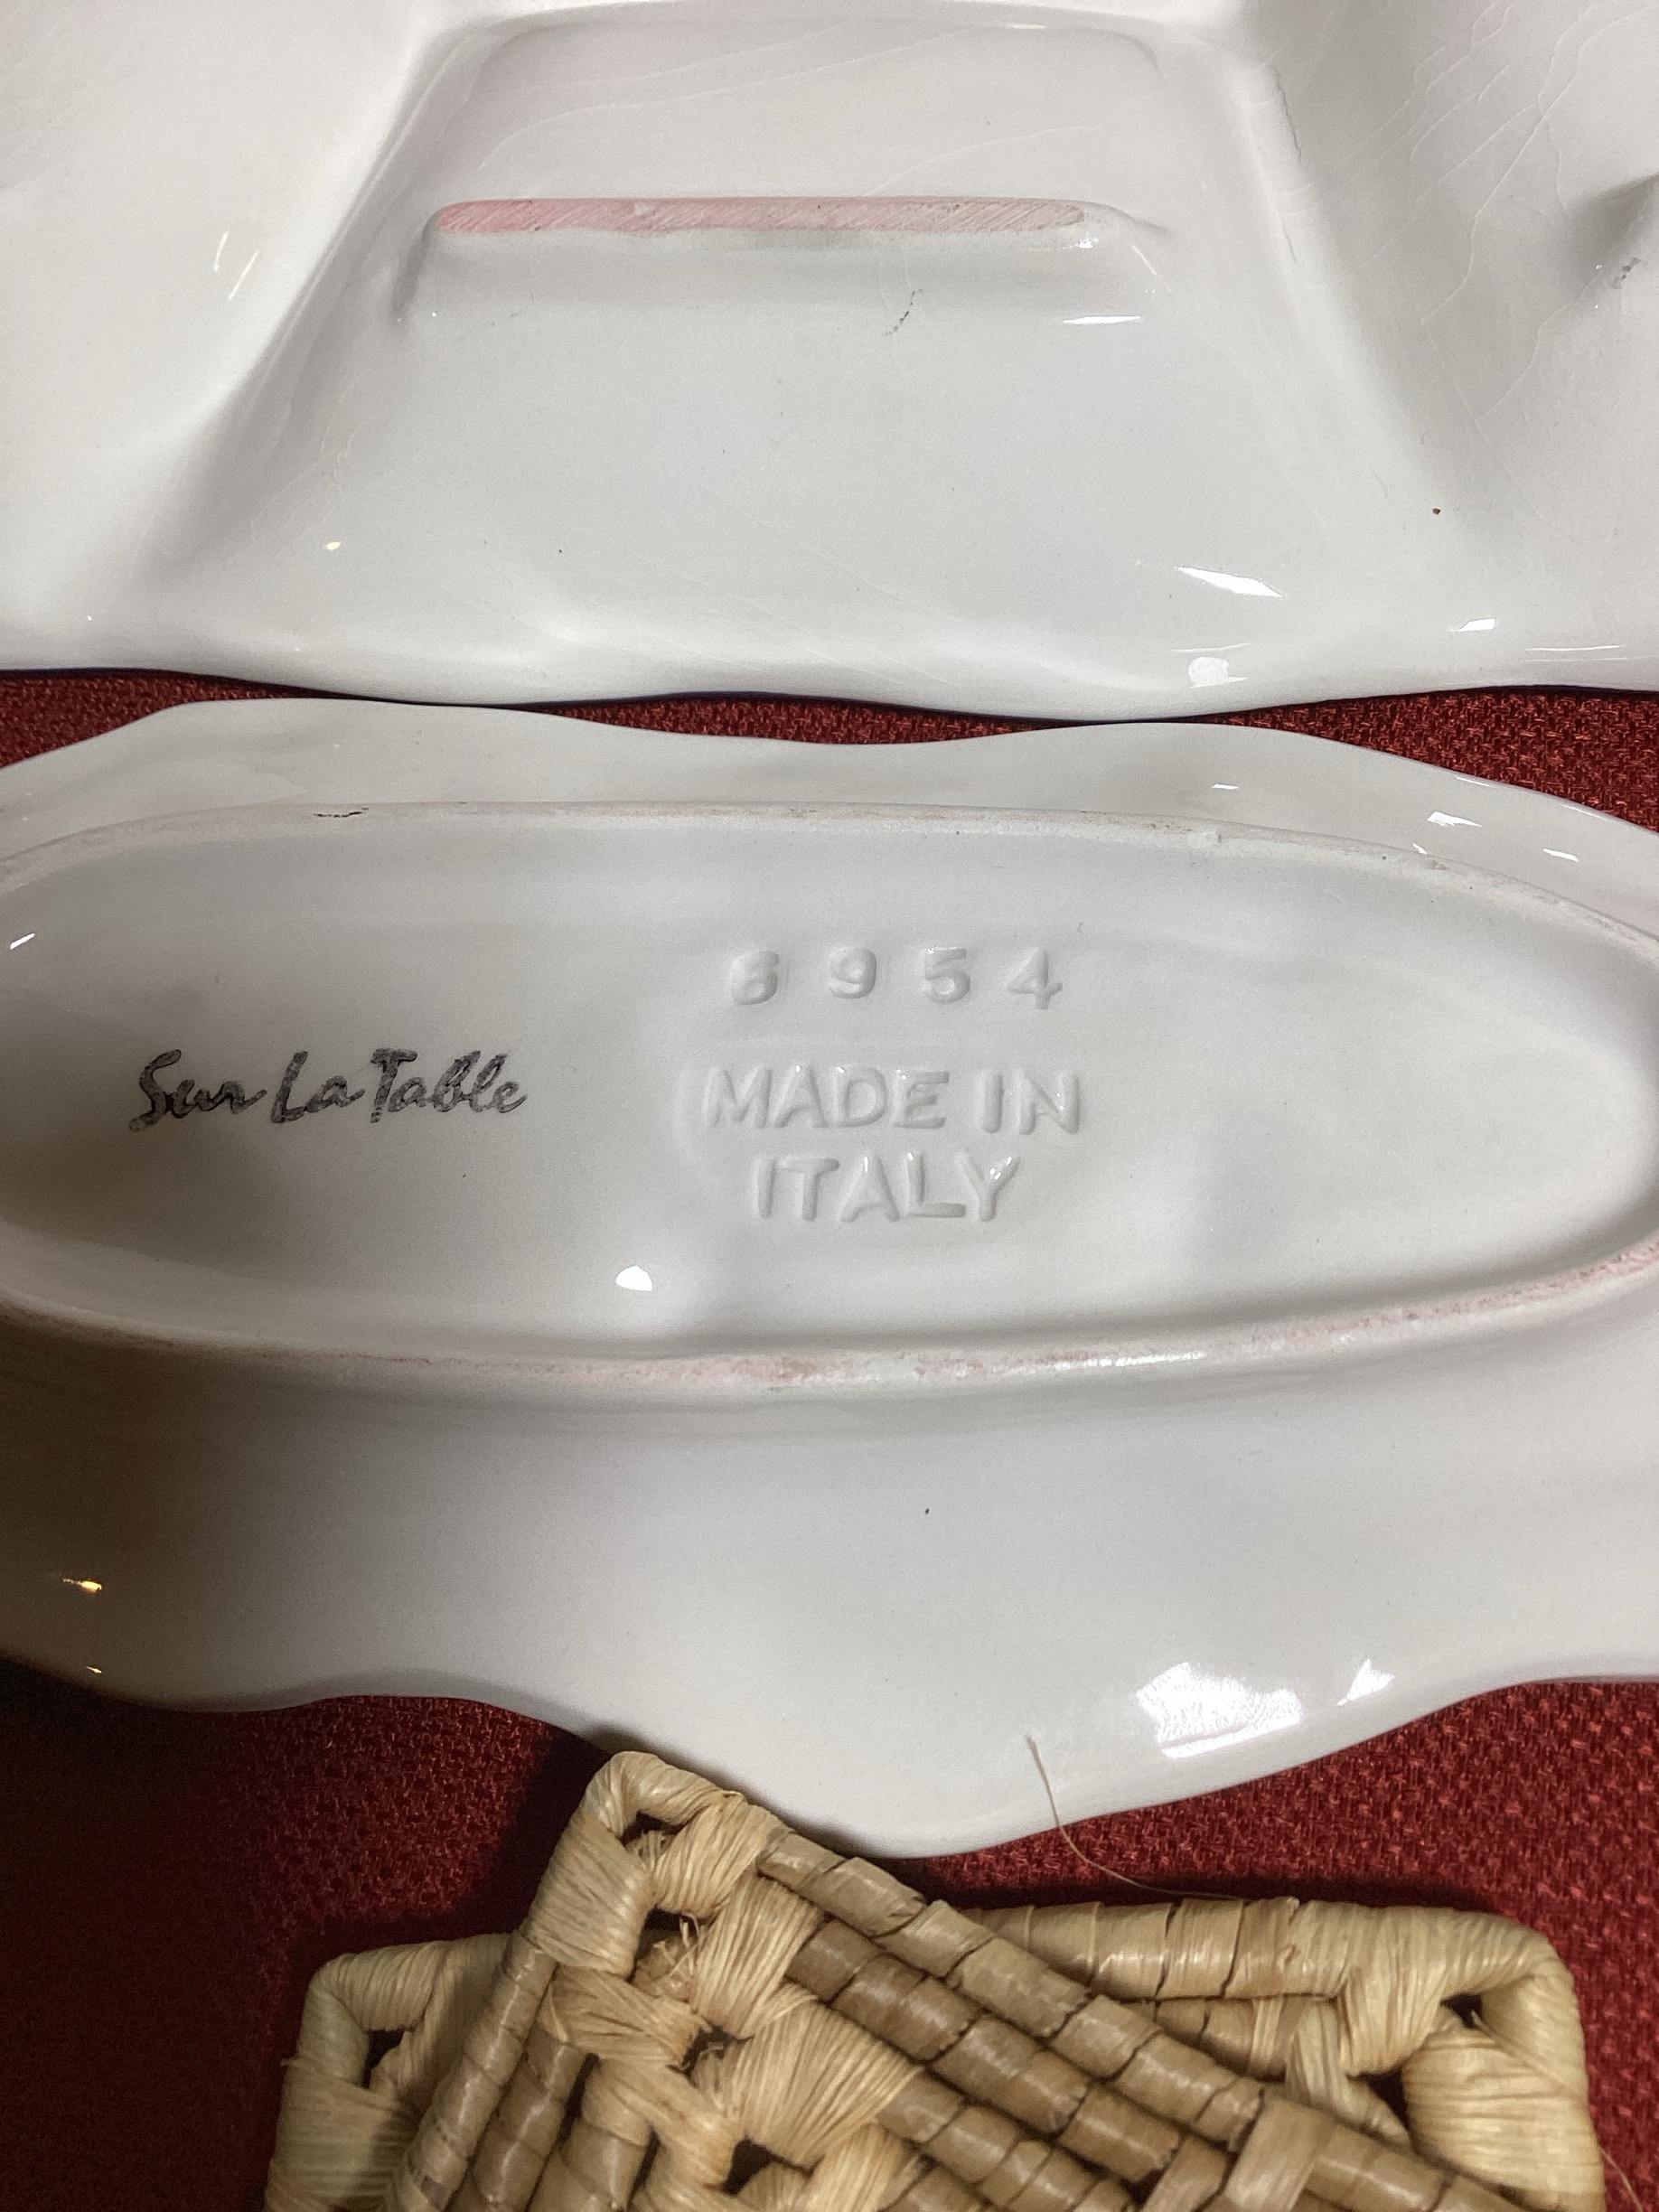 6954
Sur La Table
MADE IN
ITALY